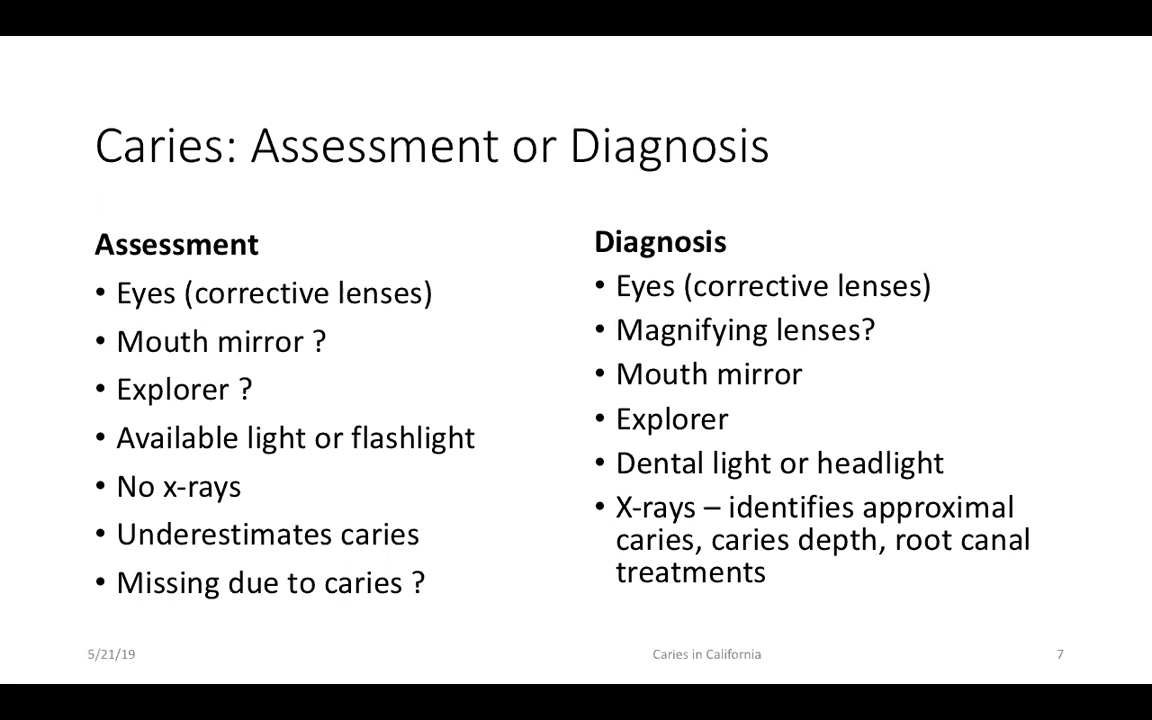 Caries: Assessment or Diagnosis
Assessment
• Eyes (corrective lenses)
• Mouth mirror ?
• Explorer ?
• Available light or flashlight
• No x-rays
• Underestimates caries
• Missing due to caries ?
Diagnosis
• Eyes (corrective lenses)
• Magnifying lenses?
• Mouth mirror
• Explorer
• Dental light or headlight
• X-rays – identifies approximal
caries, caries depth, root canal
treatments
5/21/19
Caries in California
7